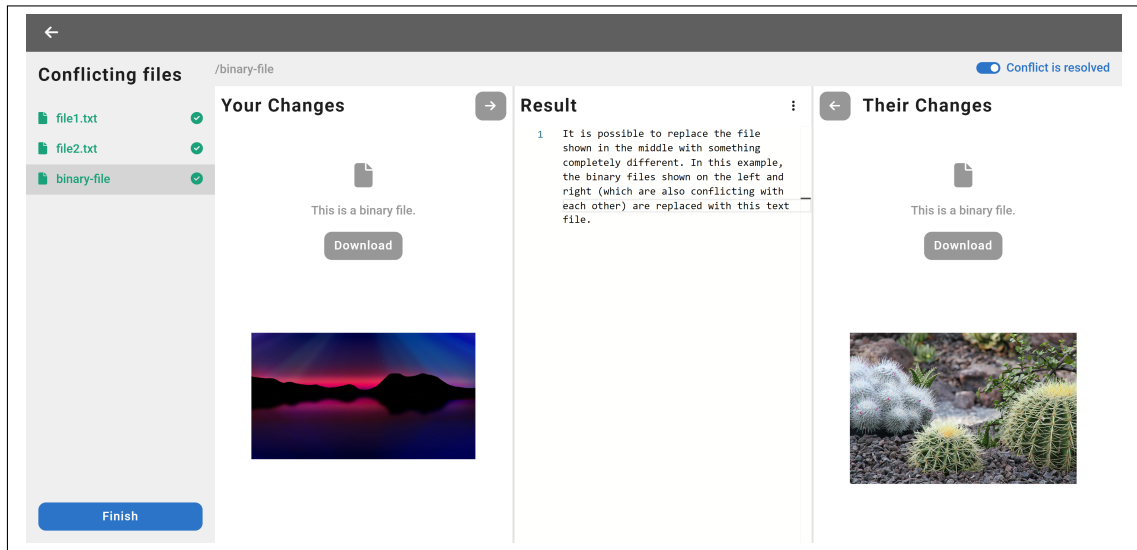 Conflicting files
/binary-file
Conflict is resolved
file1.txt
file2.txt
binary-file
Finish
Your Changes
This is a binary file.
Download
Result
1 It is possible to replace the file
shown in the middle with something
completely different. In this example,
the binary files shown on the left and
right (which are also conflicting with
each other) are replaced with this text
file.
Their Changes
This is a binary file.
Download